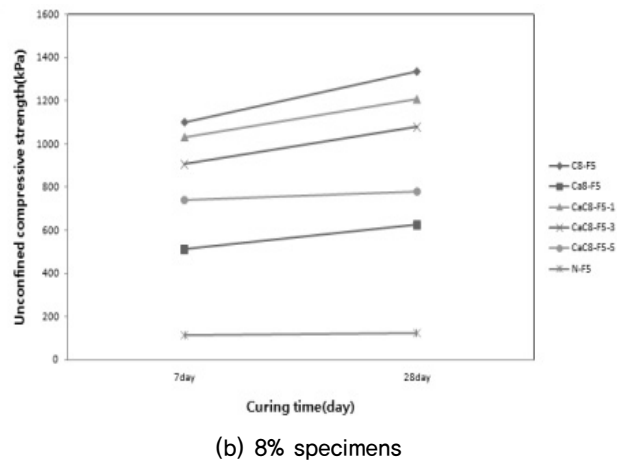 Unconfined compressive strength(kPa)
1600
1400
1200
1000
800
600
400
200
0
7day
28day
Curing time(day)
C8-F5
Ca8-F5
CaC8-F5-1
CaC8-F5-3
CaC8-F5-5
N-F5
(b) 8% specimens